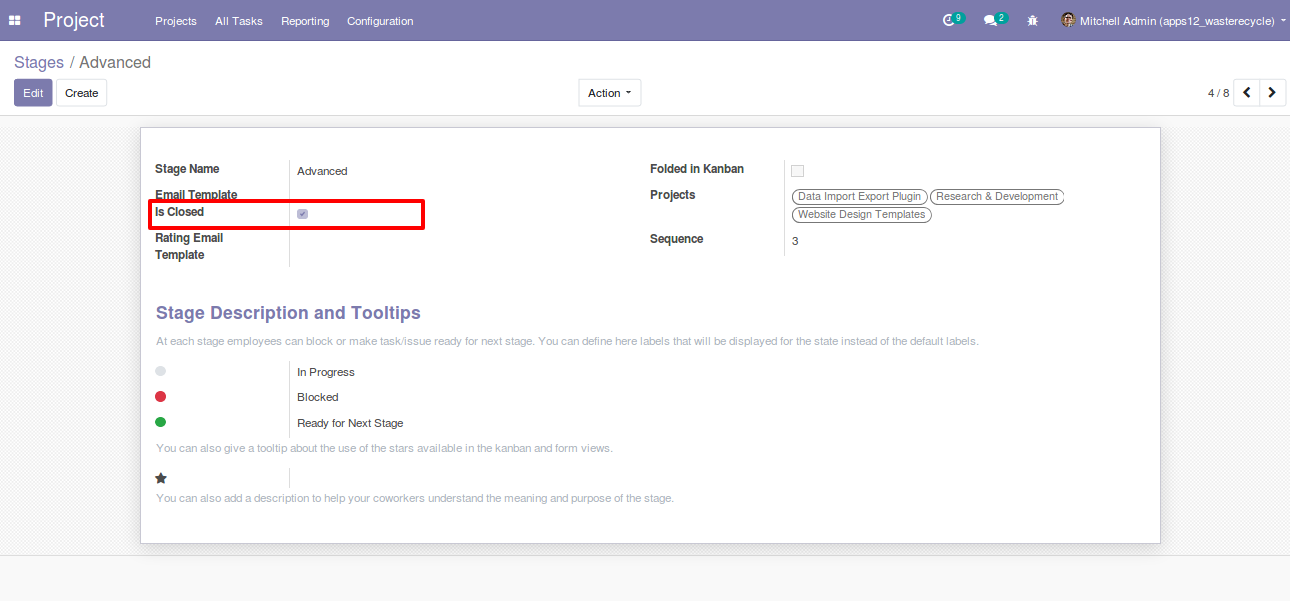 Project Projects All Tasks Reporting Configuration 9 2 Mitchell Admin (apps12_wasterecycle)
Stages / Advanced
Edit Create Action 4 / 8
Stage Name Advanced Folded in Kanban
Email Template Projects Data Import Export Plugin Research & Development
Is Closed Website Design Templates
Rating Email Sequence 3
Template
Stage Description and Tooltips
At each stage employees can block or make task/issue ready for next stage. You can define here labels that will be displayed for the state instead of the default labels.
In Progress
Blocked
Ready for Next Stage
You can also give a tooltip about the use of the stars available in the kanban and form views.
You can also add a description to help your coworkers understand the meaning and purpose of the stage.